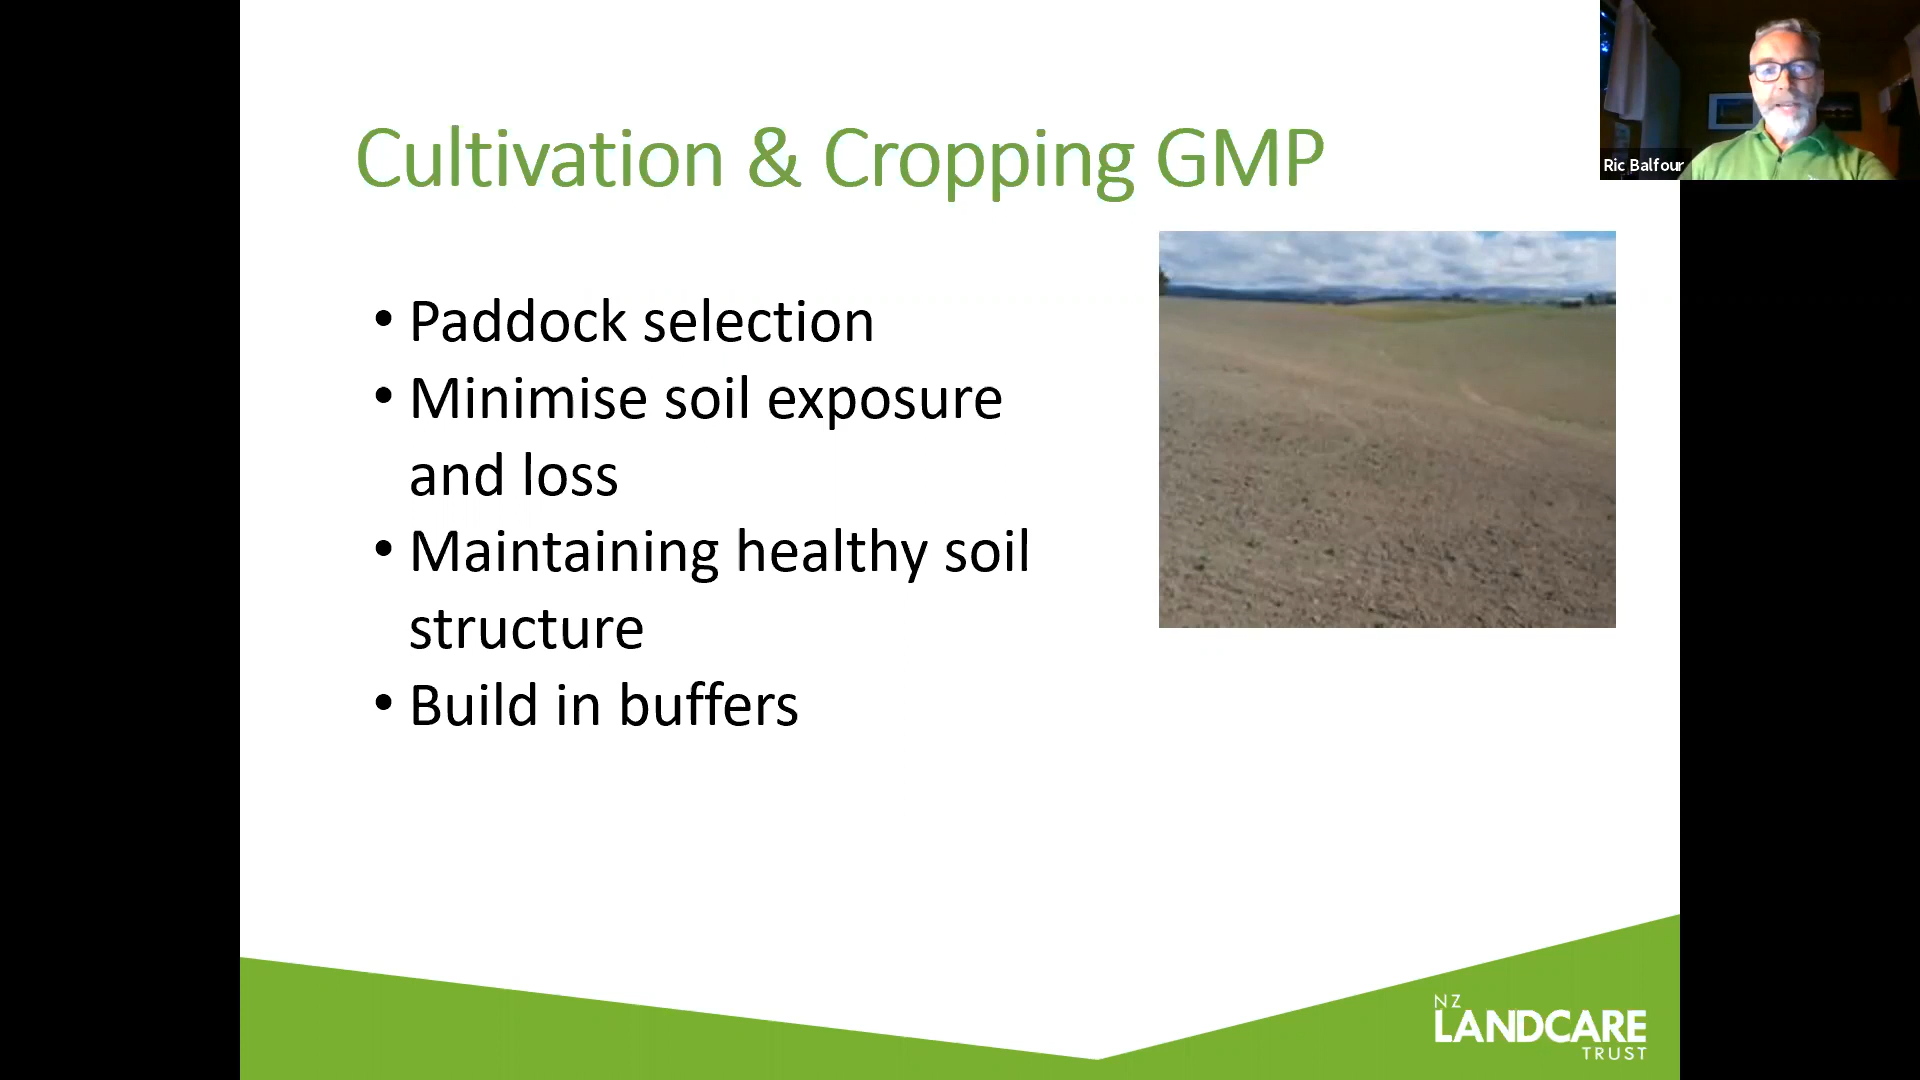 Cultivation & Cropping GMP
Ric Balfour
• Paddock selection
• Minimise soil exposure
and loss
• Maintaining healthy soil
structure
• Build in buffers
NZ
LANDCARE
TRUST